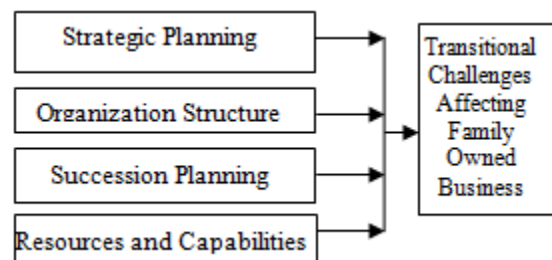 Strategic Planning
Organization Structure
Succession Planning
Resources and Capabilities
Transitional
Challenges
Affecting
Family
Owned
Business